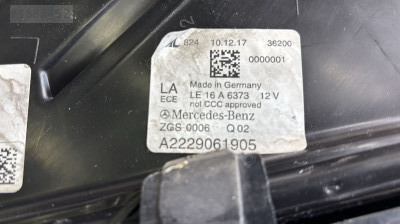 AL 824 10.12.17 36200
0000001
LA Made in Germany
ECE LE 16 A 6373 12 V
not CCC approved
Mercedes-Benz
ZGS 0006 Q 02
A2229061905